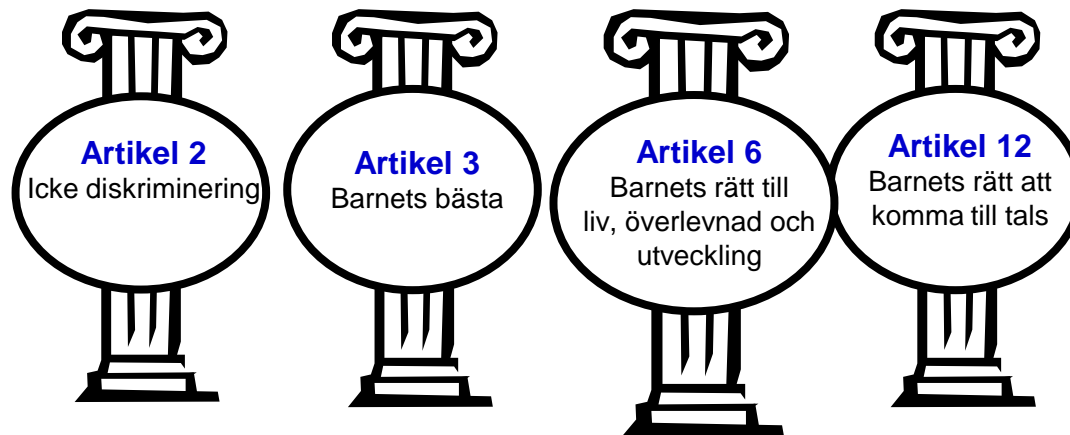 Artikel 2
Icke diskriminering
Artikel 3
Barnets bästa
Artikel 6
Barnets rätt till
liv, överlevnad och
utveckling
Artikel 12
Barnets rätt att
komma till tals